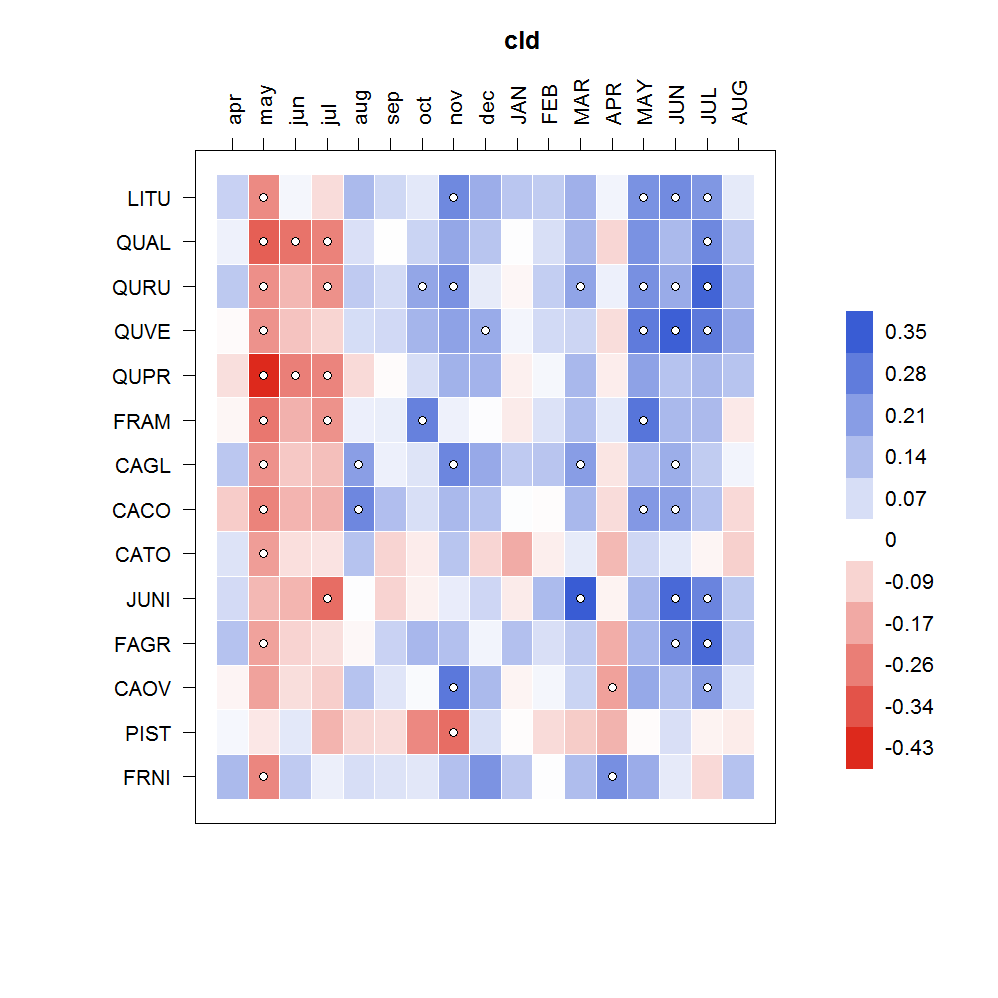 cld
apr may jun jul aug sep oct nov dec JAN FEB MAR APR MAY JUN JUL AUG
LITU
QUAL
QURU
QUVE
QUPR
FRAM
CAGL
CACO
CATO
JUNI
FAGR
CAOV
PIST
FRNI
0.35
0.28
0.21
0.14
0.07
0
-0.09
-0.17
-0.26
-0.34
-0.43